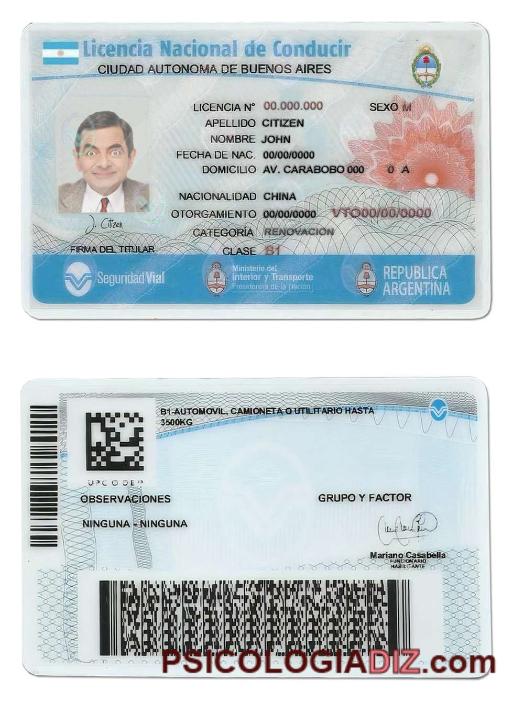 Licencia Nacional de Conducir
CIUDAD AUTONOMA DE BUENOS AIRES
LICENCIA N° 00.000.000 SEXO M
APELLIDO CITIZEN
NOMBRE JOHN
FECHA DE NAC. 00/00/0000
DOMICILIO AV. CARABOBO 000 0 A
NACIONALIDAD CHINA
OTORGAMIENTO 00/00/0000 VTO00/00/0000
CATEGORÍA RENOVACION
CLASE B1
J. Citizen
FIRMA DEL TITULAR
Seguridad Vial
Ministerio del
Interior y Transporte
Presidencia de la Nación
REPUBLICA
ARGENTINA
B1-AUTOMOVIL, CAMIONETA O UTILITARIO HASTA
3500KG
OBSERVACIONES
GRUPO Y FACTOR
NINGUNA - NINGUNA
Mariano Casabella
FUNCIONARIO
HABILITANTE
PSICOLOGIADIZ.com